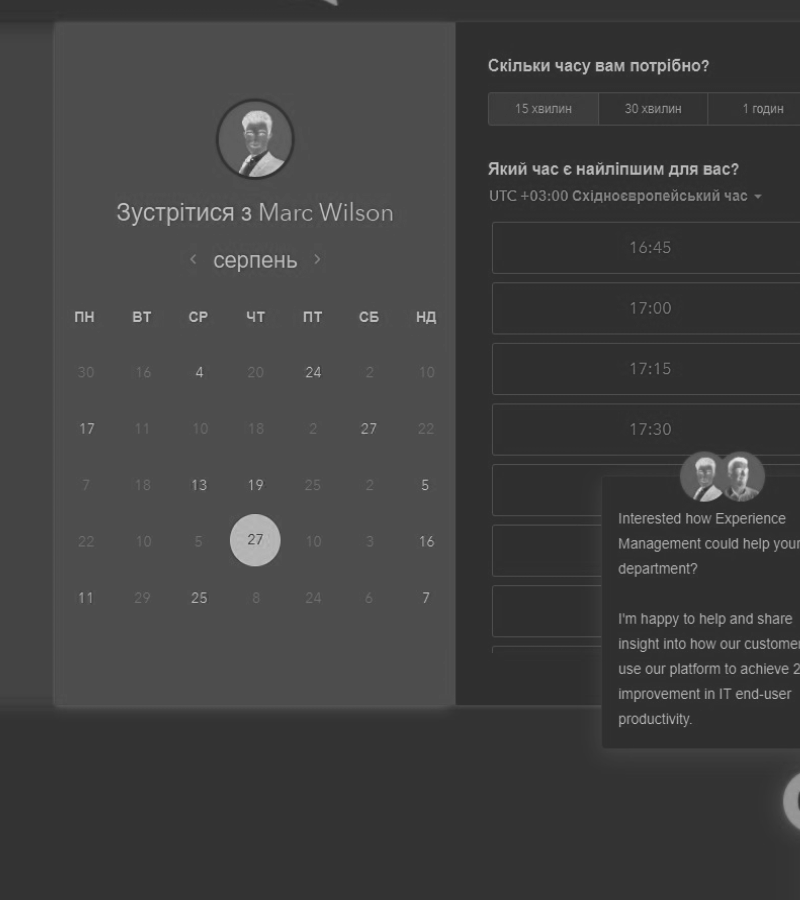 Зустрітися з Marc Wilson
серпень
ПН ВТ СР ЧТ ПТ СБ НД
30 16 4 20 24 2 10
17 11 10 18 2 27 22
7 18 13 19 25 2 5
22 10 5 27 10 3 16
11 29 25 8 24 6 7
Скільки часу вам потрібно?
15 хвилин 30 хвилин 1 годин
Який час є найліпшим для вас?
UTC +03:00 Східноєвропейський час
16:45
17:00
17:15
17:30
Interested how Experience
Management could help your
department?
I'm happy to help and share
insight into how our customer
use our platform to achieve 2
improvement in IT end-user
productivity.